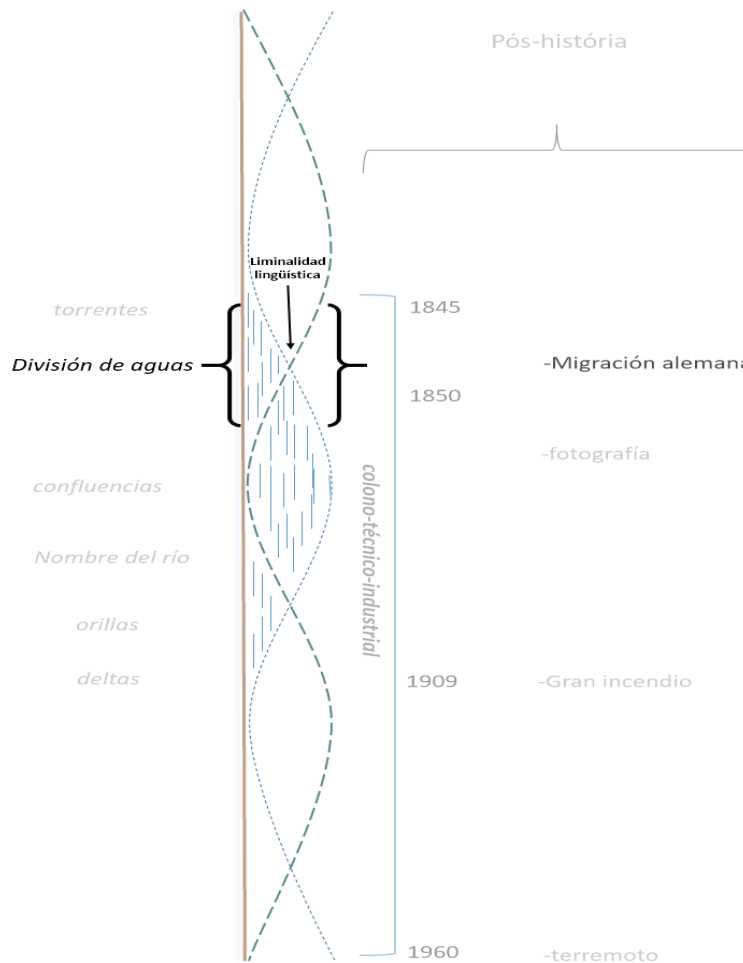 Pós-história
Liminalidad
lingüística
torrentes
1845
División de aguas
-Migración alemana
1850
-fotografía
confluencias
colono-técnico-industrial
Nombre del río
orillas
deltas
1909
-Gran incendio
1960
-terremoto